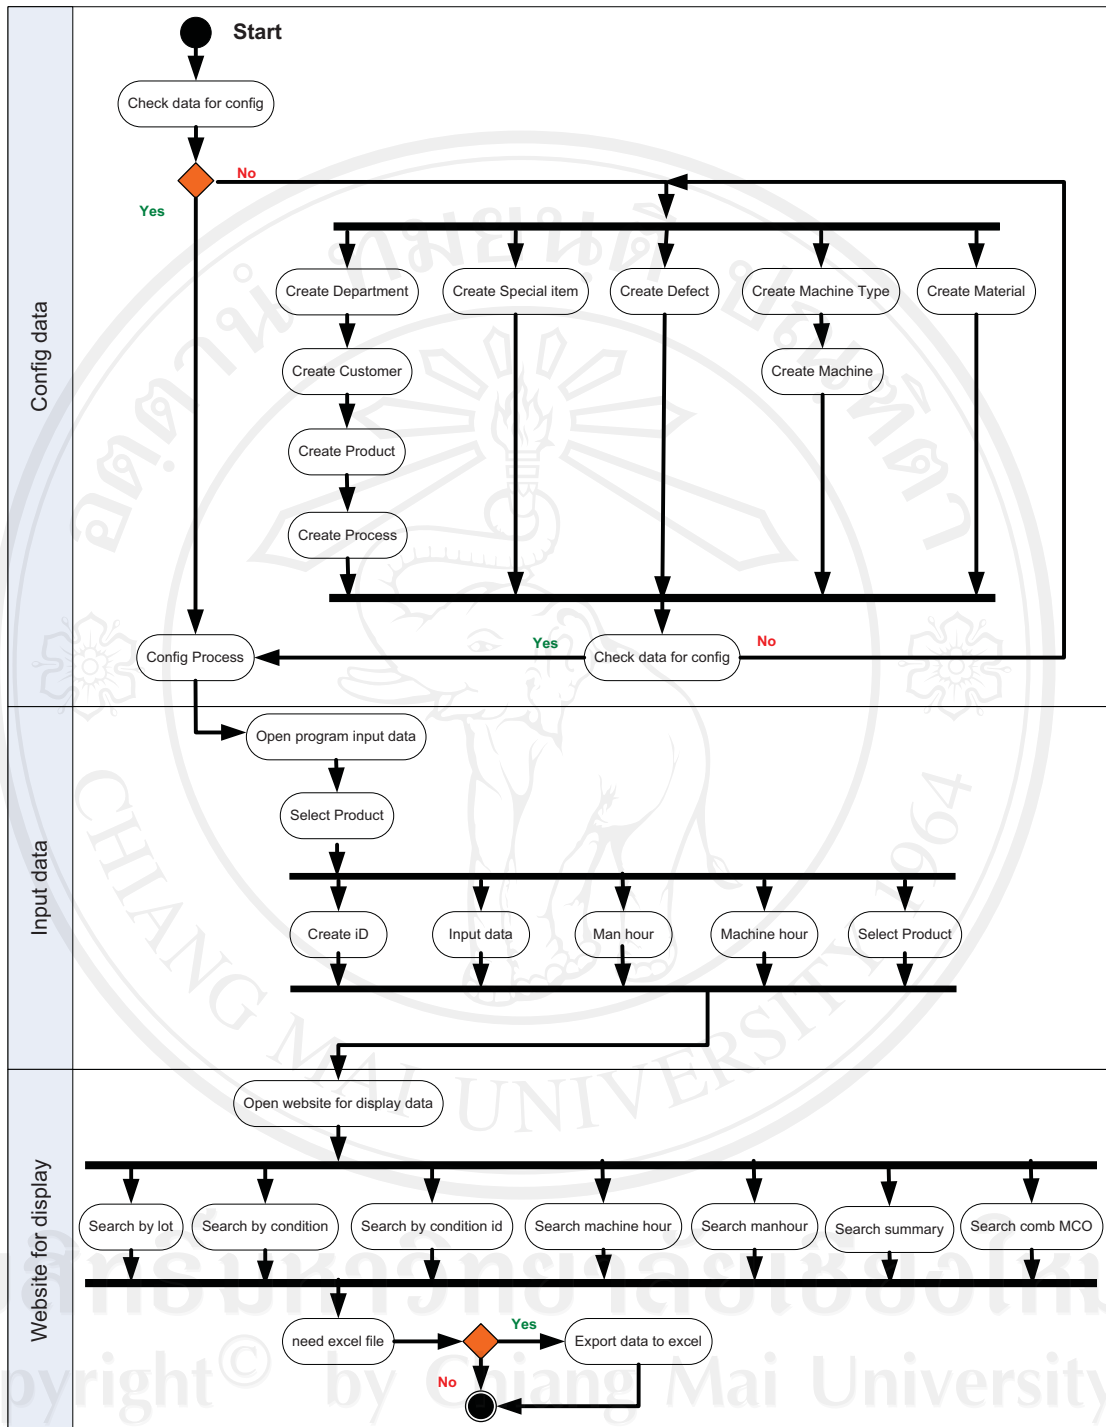 Start
Check data for config
No
Yes
Config data
Create Department
Create Special item
Create Defect
Create Machine Type
Create Material
Create Customer
Create Machine
Create Product
Create Process
Config Process
Yes
Check data for config
No
Input data
Open program input data
Select Product
Create iD
Input data
Man hour
Machine hour
Select Product
Website for display
Open website for display data
Search by lot
Search by condition
Search by condition id
Search machine hour
Search manhour
Search summary
Search comb MCO
need excel file
Yes
Export data to excel
No
CHIANG MAI UNIVERSITY 1964
pyright© by Chiang Mai University